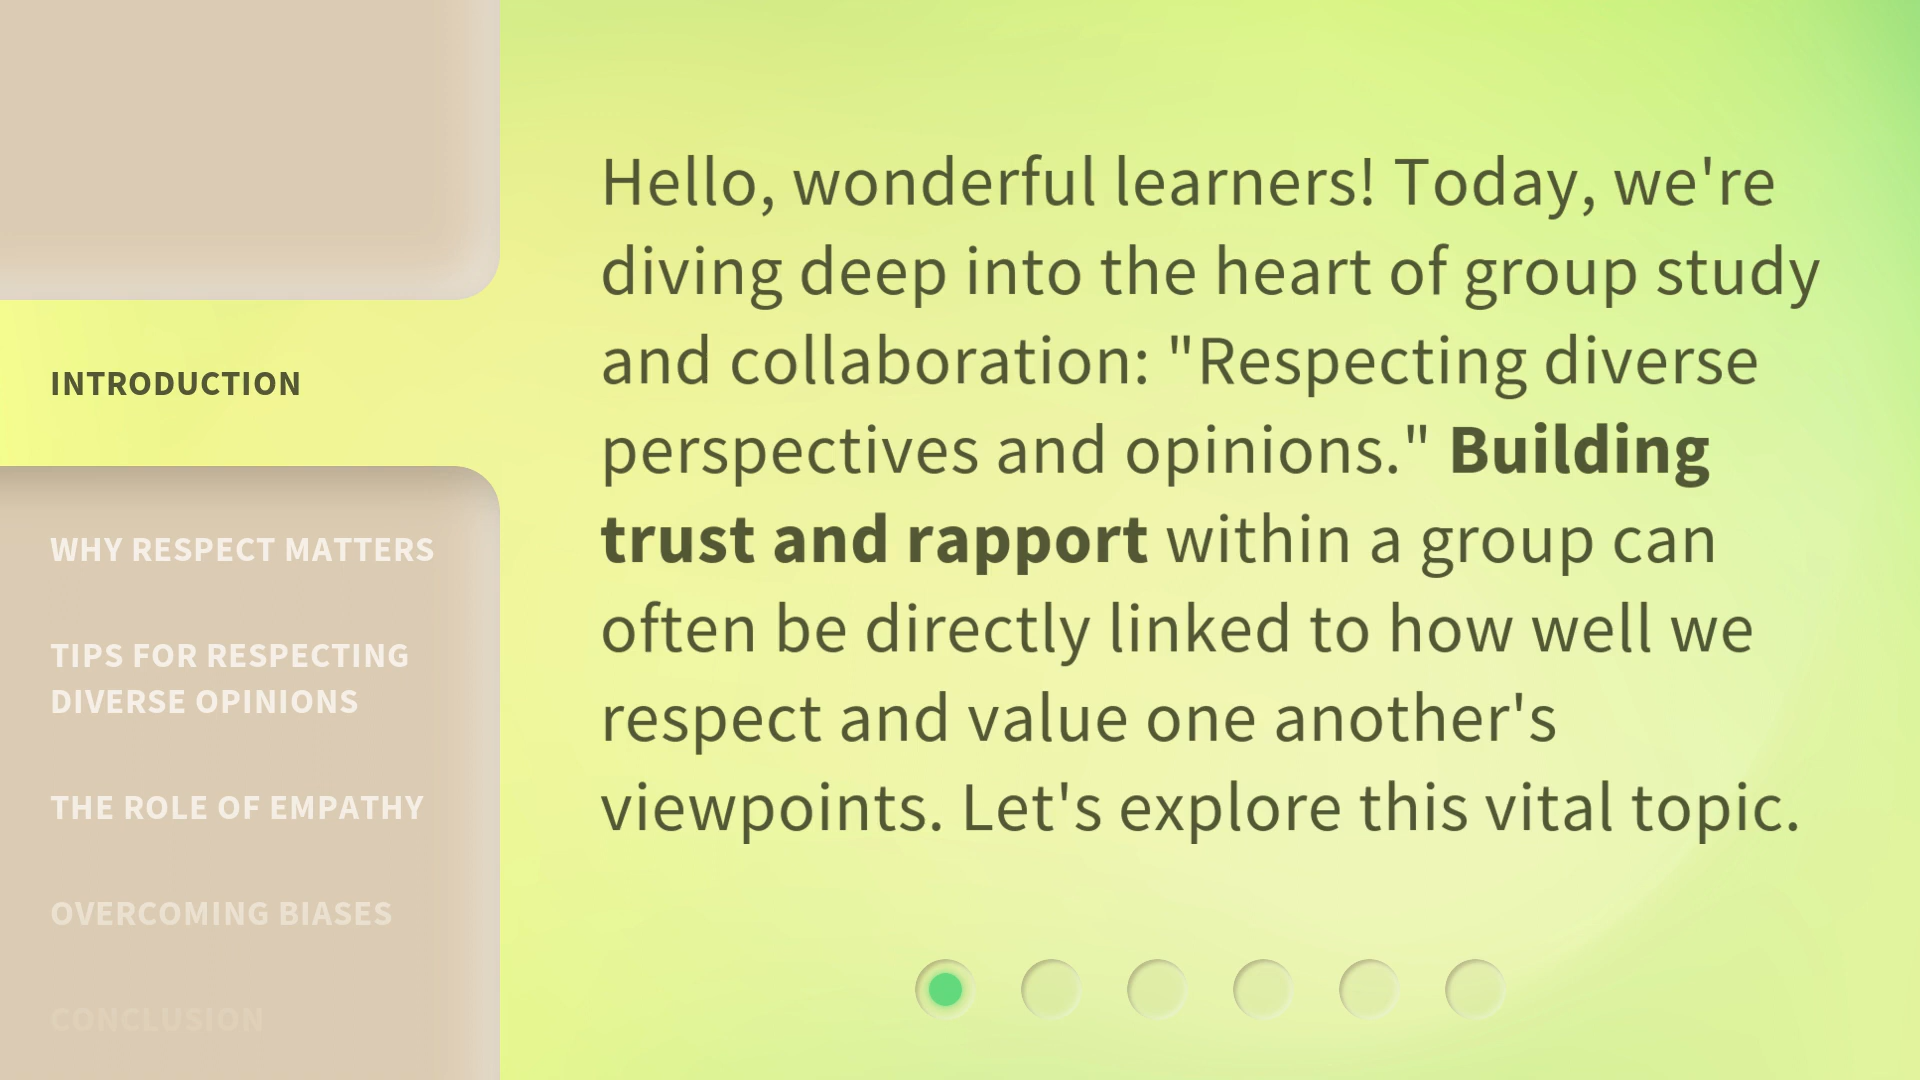 INTRODUCTION
WHY RESPECT MATTERS
TIPS FOR RESPECTING
DIVERSE OPINIONS
THE ROLE OF EMPATHY
OVERCOMING BIASES
CONCLUSION
Hello, wonderful learners! Today, we're
diving deep into the heart of group study
and collaboration: "Respecting diverse
perspectives and opinions." Building
trust and rapport within a group can
often be directly linked to how well we
respect and value one another's
viewpoints. Let's explore this vital topic.